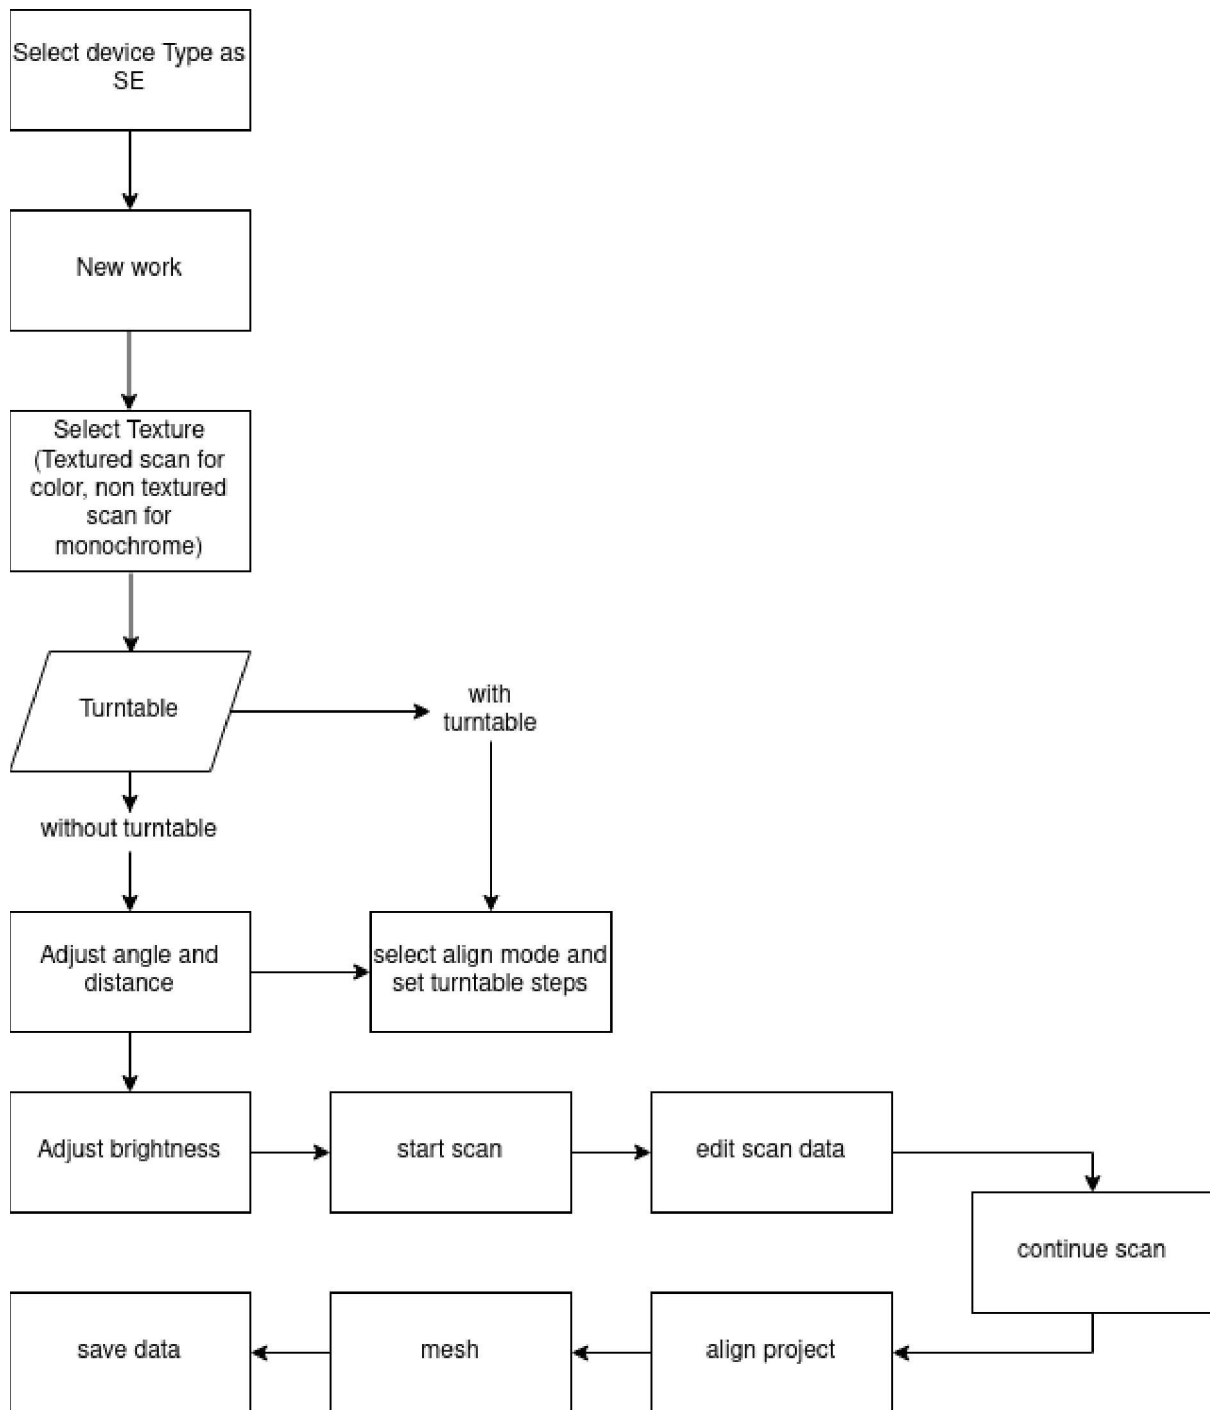 Select device Type as
SE
New work
Select Texture
(Textured scan for
color, non textured
scan for
monochrome)
Turntable
with
turntable
without turntable
Adjust angle and
distance
select align mode and
set turntable steps
Adjust brightness
start scan
edit scan data
continue scan
save data
mesh
align project